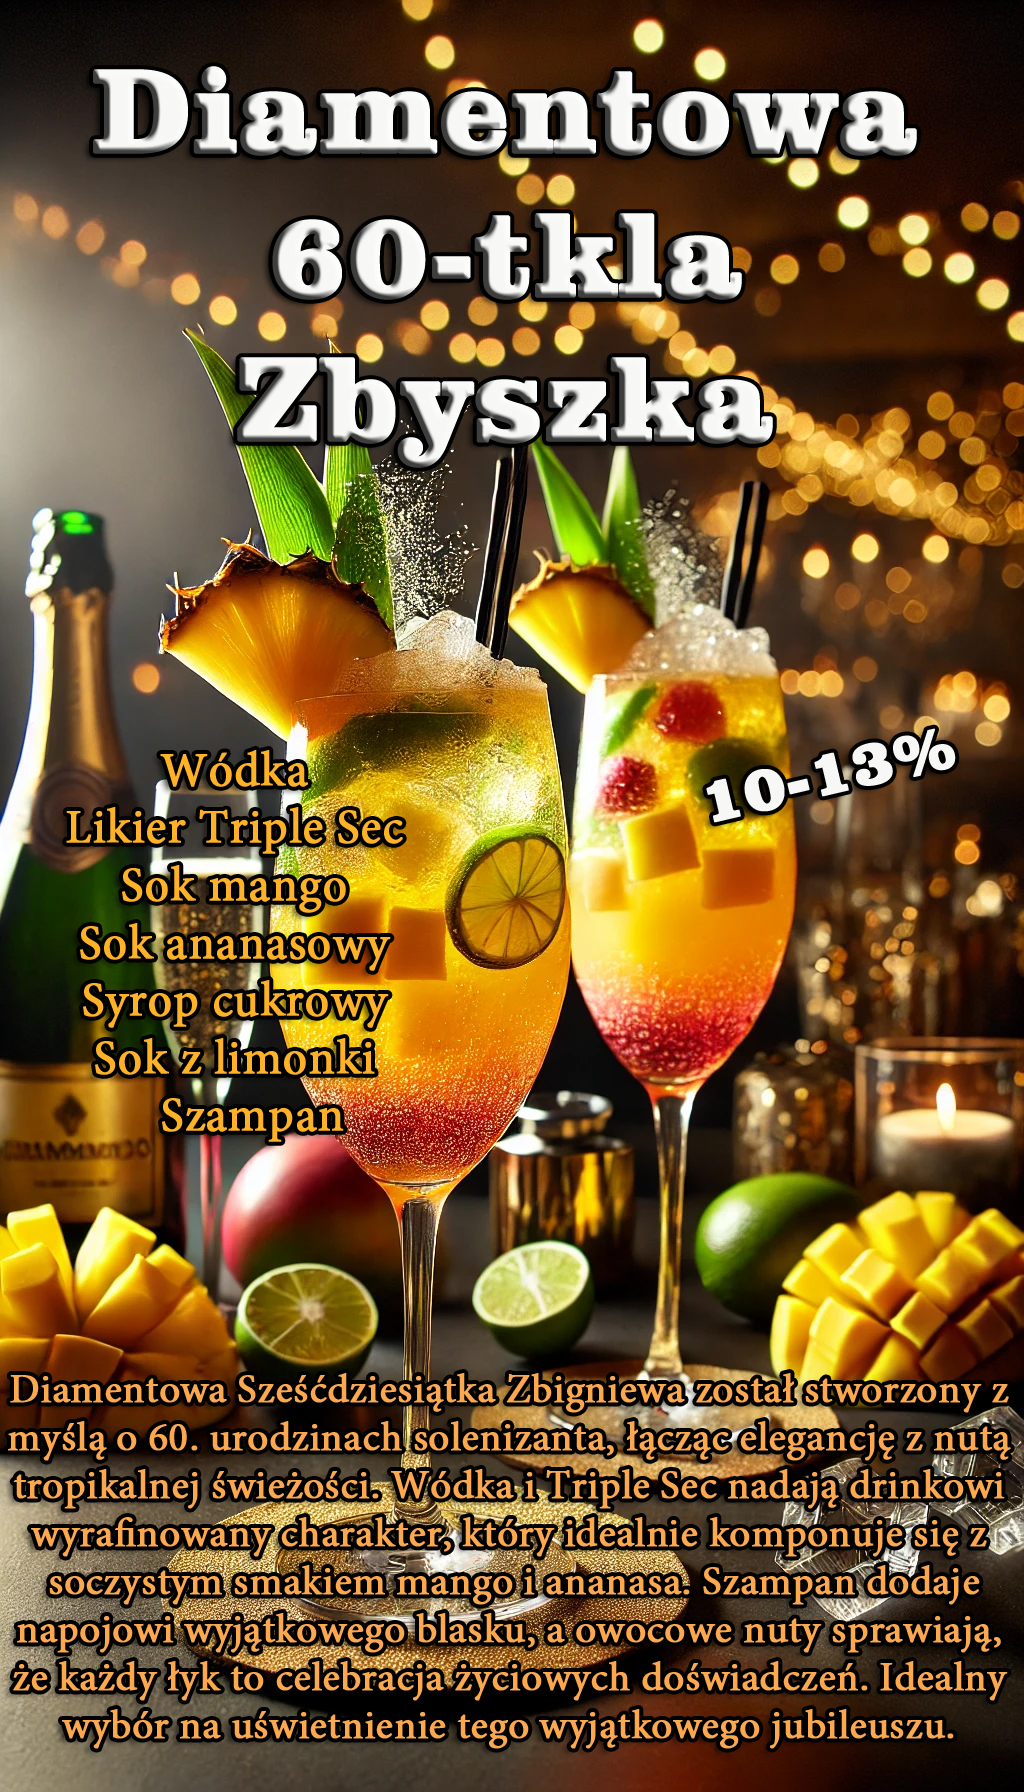 Diamentowa
60-tkla
Zbyszka
10-13%
Wódka
Likier Triple Sec
Sok mango
Sok ananasowy
Syrop cukrowy
Sok z limonki
Szampan
Diamentowa Sześćdziesiątka Zbigniewa został stworzony z
myślą o 60. urodzinach solenizanta, łącząc elegancję z nutą
tropikalnej świeżości. Wódka i Triple Sec nadają drinkowi
wyrafinowany charakter, który idealnie komponuje się z
soczystym smakiem mango i ananasa. Szampan dodaje
napojowi wyjątkowego blasku, a owocowe nuty sprawiają,
że każdy łyk to celebracja życiowych doświadczeń. Idealny
wybór na uświetnienie tego wyjątkowego jubileuszu.